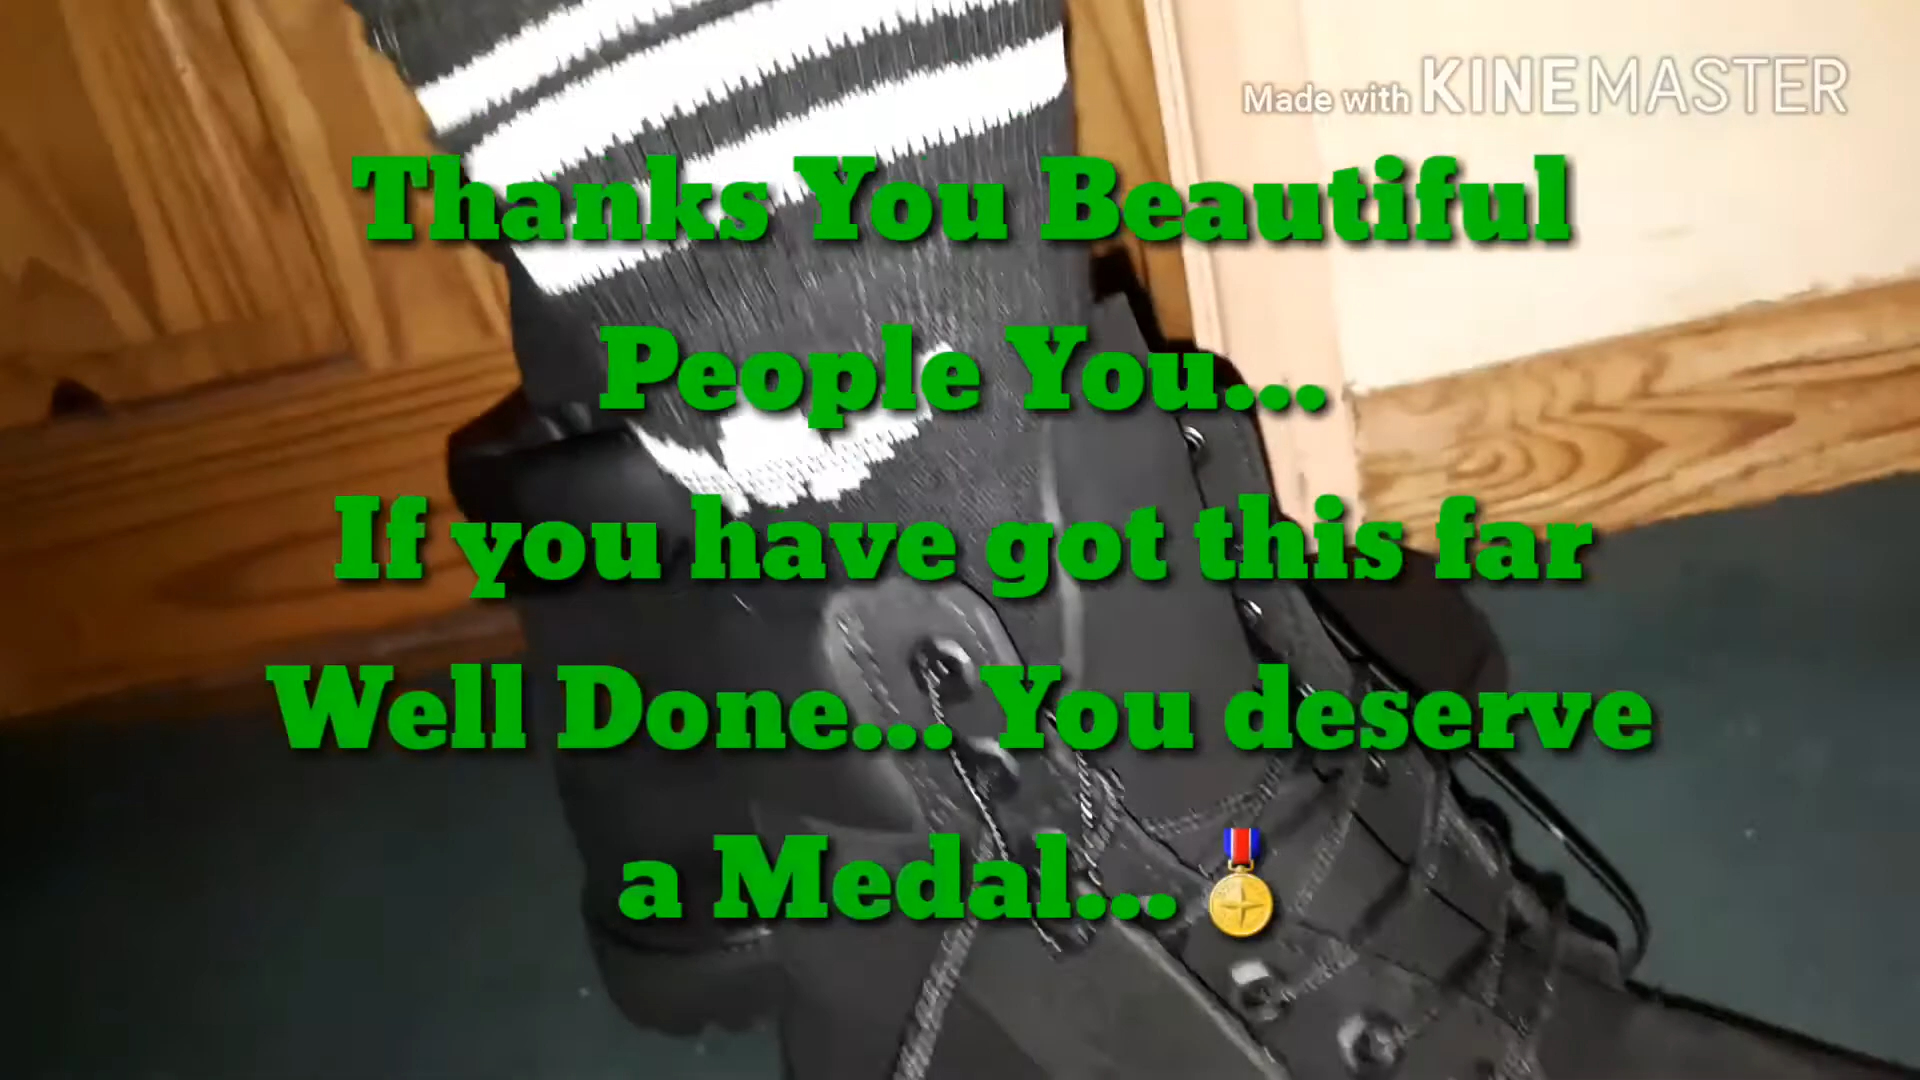 Made with KINEMASTER
Thanks You Beautiful
People You...
If you have got this far
Well Done... You deserve
a Medal... 🎖